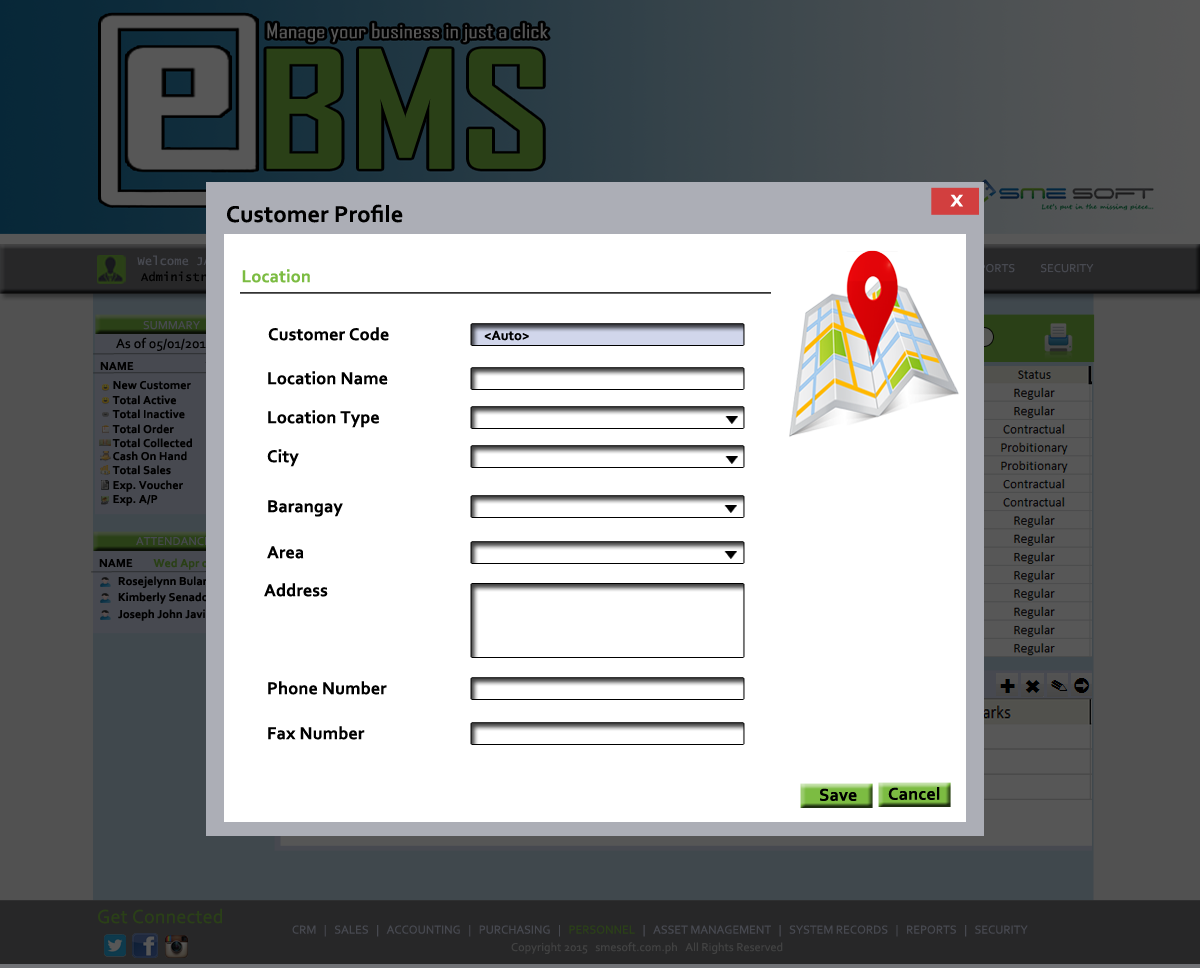 Manage your business in just a click
eBMS
SME SOFT
Let's put in the missing piece...
Customer Profile
X
Welcome
Administr
PORTS
SECURITY
Location
SUMMARY
As of 05/01/201
NAME
New Customer
Total Active
Total Inactive
Total Order
Total Collected
Cash On Hand
Total Sales
Exp. Voucher
Exp. A/P
ATTENDANC
NAME Wed Apr
Rosejelynn Bular
Kimberly Senado
Joseph John Javi
Customer Code
<Auto>
Location Name
Location Type
City
Barangay
Area
Address
Phone Number
Fax Number
Save
Cancel
Status
Regular
Regular
Contractual
Probitionary
Probitionary
Contractual
Contractual
Regular
Regular
Regular
Regular
Regular
Regular
Regular
Regular
arks
Get Connected
CRM | SALES | ACCOUNTING | PURCHASING | PERSONNEL | ASSET MANAGEMENT | SYSTEM RECORDS | REPORTS | SECURITY
Copyright 2015 smesoft.com.ph All Rights Reserved